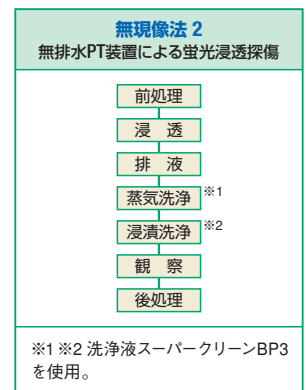 無現像法 2
無排水PT装置による蛍光浸透探傷
前処理
浸 透
排 液
蒸気洗浄 ※1
浸漬洗浄 ※2
観 察
後処理
※1 ※2 洗浄液スーパークリーンBP3
を使用。